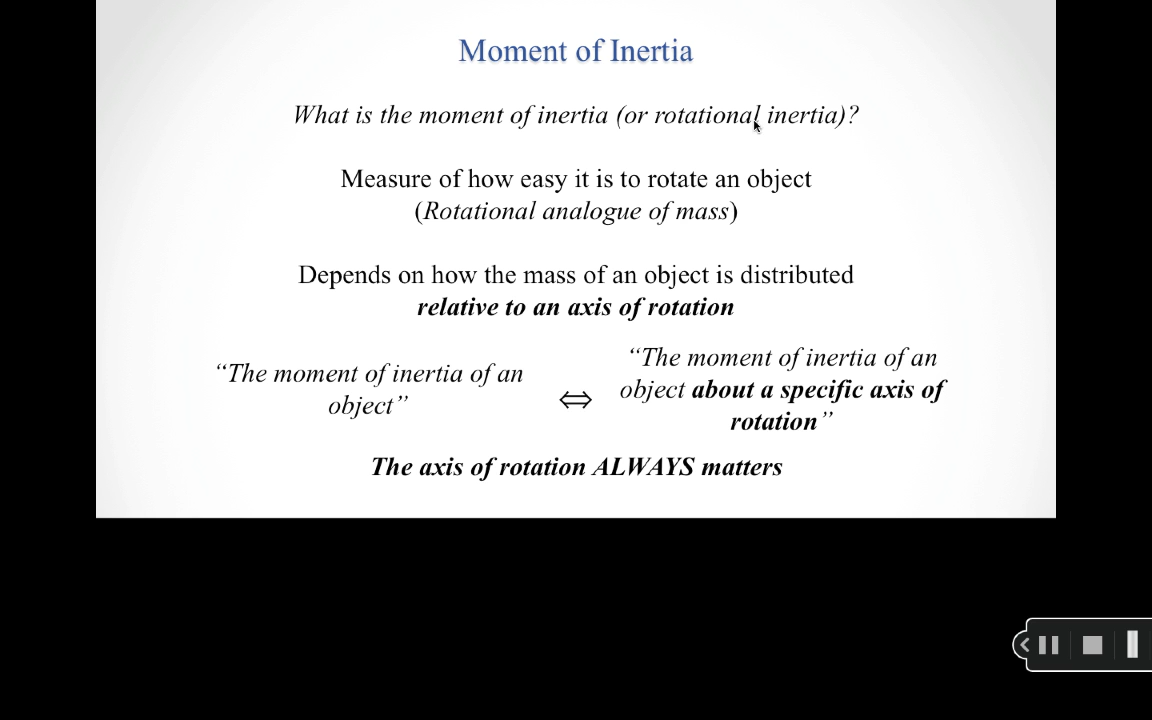 Moment of Inertia
What is the moment of inertia (or rotational inertia)?
Measure of how easy it is to rotate an object
(Rotational analogue of mass)
Depends on how the mass of an object is distributed
relative to an axis of rotation
“The moment of inertia of an
object”
⇔
“The moment of inertia of an
object about a specific axis of
rotation”
The axis of rotation ALWAYS matters